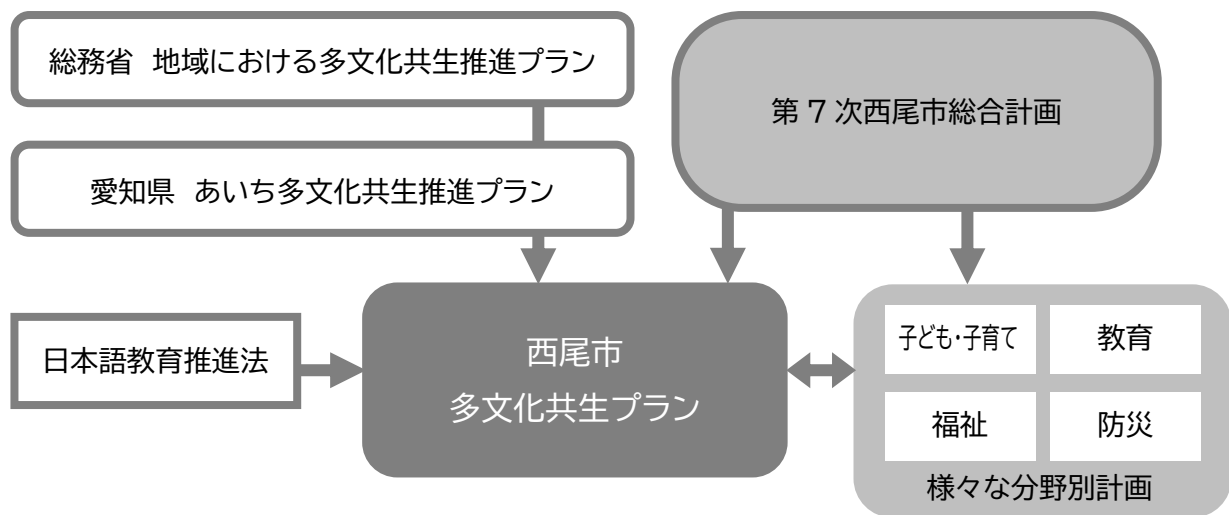 総務省　地域における多文化共生推進プラン
第７次西尾市総合計画
愛知県　あいち多文化共生推進プラン
日本語教育推進法
西尾市
多文化共生プラン
子ども・子育て
教育
福祉
防災
様々な分野別計画